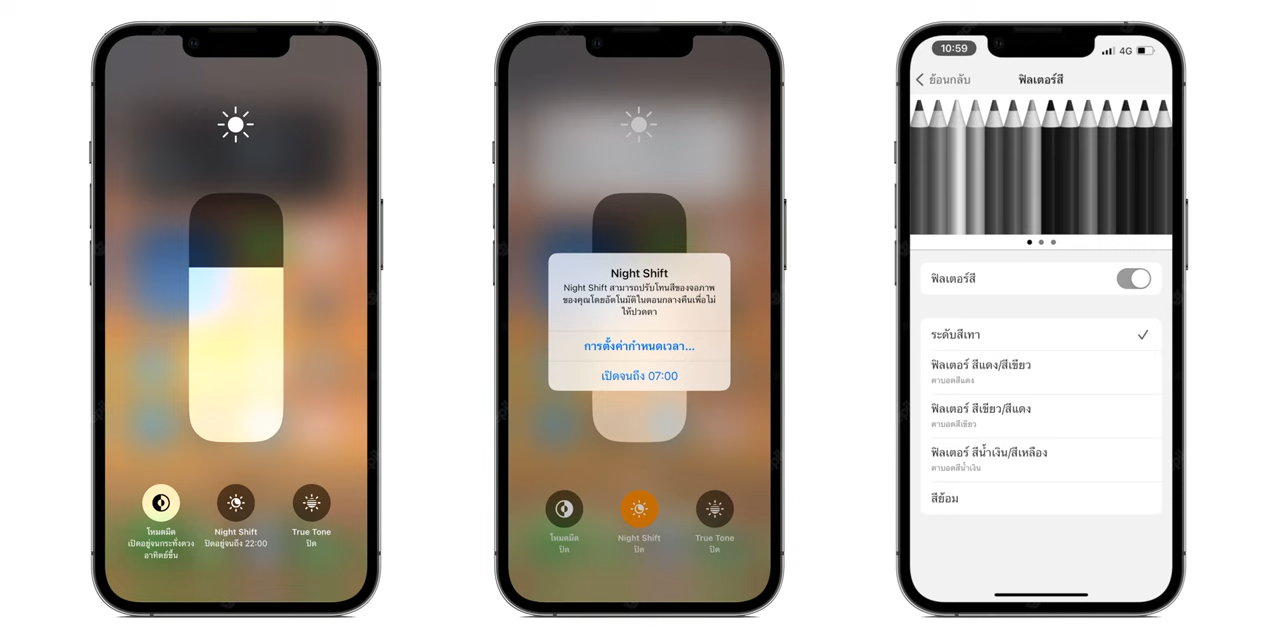 โหมดมืด
เปิดอยู่จนกระทั่งดวง
อาทิตย์ขึ้น
Night Shift
ปิดอยู่จนถึง 22:00
True Tone
ปิด
Night Shift
Night Shift สามารถปรับโทนสีของจอภาพ
ของคุณโดยอัตโนมัติในตอนกลางคืนเพื่อไม่
ให้ปวดตา
การตั้งค่ากำหนดเวลา...
เปิดจนถึง 07:00
โหมดมืด
ปิด
Night Shift
ปิด
True Tone
ปิด
10:59
4G
ย้อนกลับ
ฟิลเตอร์สี
ฟิลเตอร์สี
ระดับสีเทา
ฟิลเตอร์ สีแดง/สีเขียว
ตาบอดสีแดง
ฟิลเตอร์ สีเขียว/สีแดง
ตาบอดสีเขียว
ฟิลเตอร์ สีน้ำเงิน/สีเหลือง
ตาบอดสีน้ำเงิน
สีย้อม